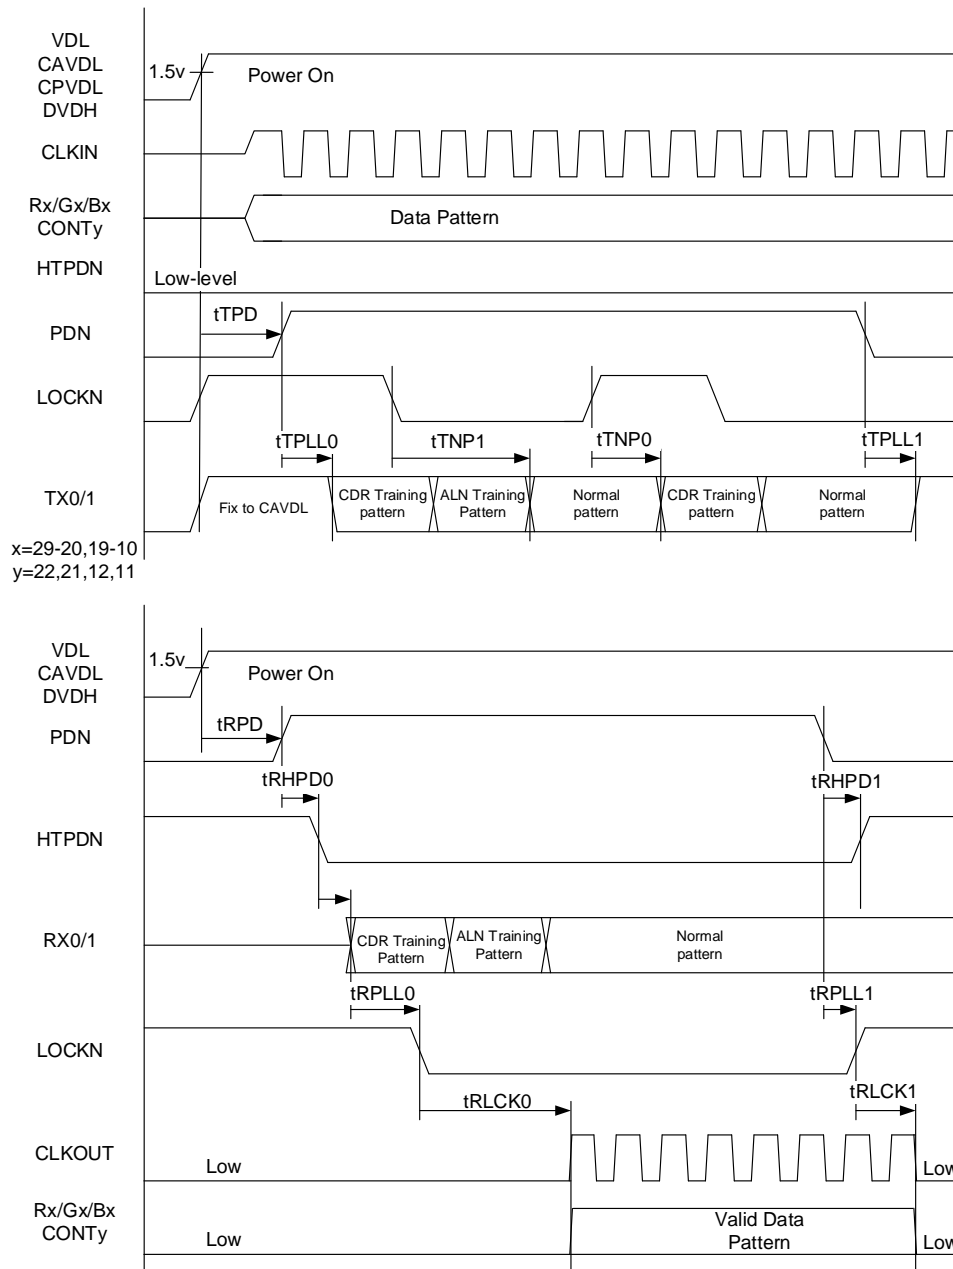 VDL
CAVDL
CPVDL
DVDH
1.5v
Power On
CLKIN
Rx/Gx/Bx
CONTy
Data Pattern
HTPDN
Low-level
tTPD
PDN
LOCKN
tTPLL0
tTNP1
tTNP0
tTPLL1
TX0/1
Fix to CAVDL
CDR Training
pattern
ALN Training
Pattern
Normal
pattern
CDR Training
pattern
Normal
pattern
x=29-20,19-10
y=22,21,12,11
VDL
CAVDL
DVDH
1.5v
Power On
PDN
tRPD
tRHPD0
tRHPD1
HTPDN
RX0/1
CDR Training
Pattern
ALN Training
Pattern
Normal
pattern
tRPLL0
tRPLL1
LOCKN
tRLCK0
tRLCK1
CLKOUT
Low
Low
Rx/Gx/Bx
CONTy
Low
Valid Data
Pattern
Low